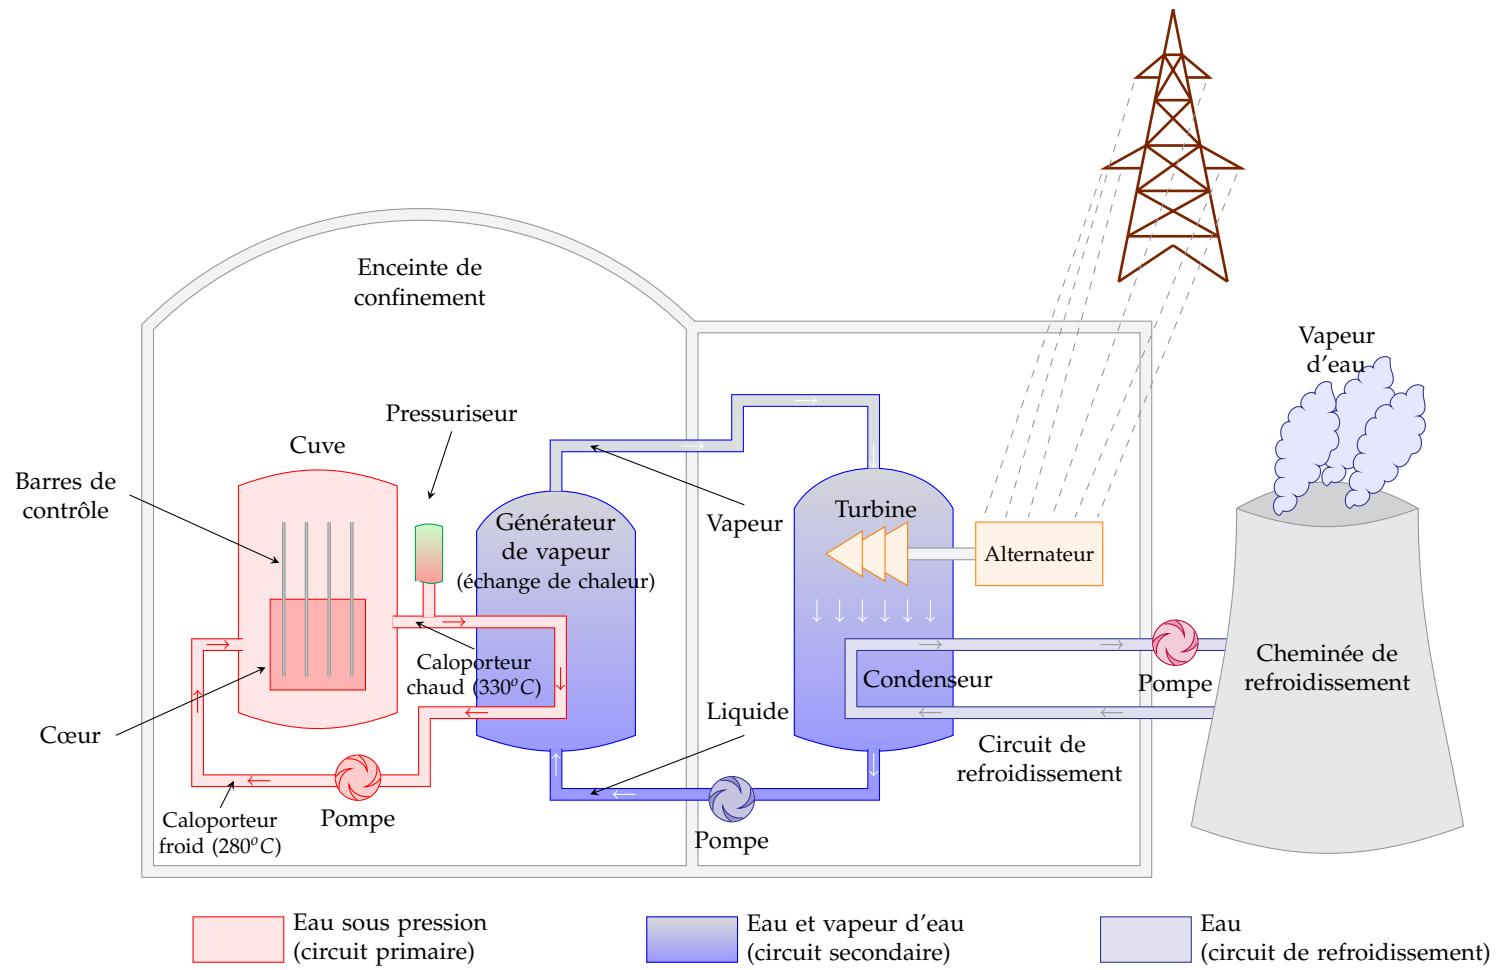 Enceinte de
confinement
Vapeur
d'eau
Pressuriseur
Cuve
Barres de
contrôle
Générateur
de vapeur
(échange de chaleur)
Vapeur
Turbine
Alternateur
Caloporteur
chaud (330°C)
Condenseur
Pompe
Cheminée de
refroidissement
Cœur
Liquide
Circuit de
refroidissement
Caloporteur
froid (280°C)
Pompe
Pompe
Eau sous pression
(circuit primaire)
Eau et vapeur d'eau
(circuit secondaire)
Eau
(circuit de refroidissement)